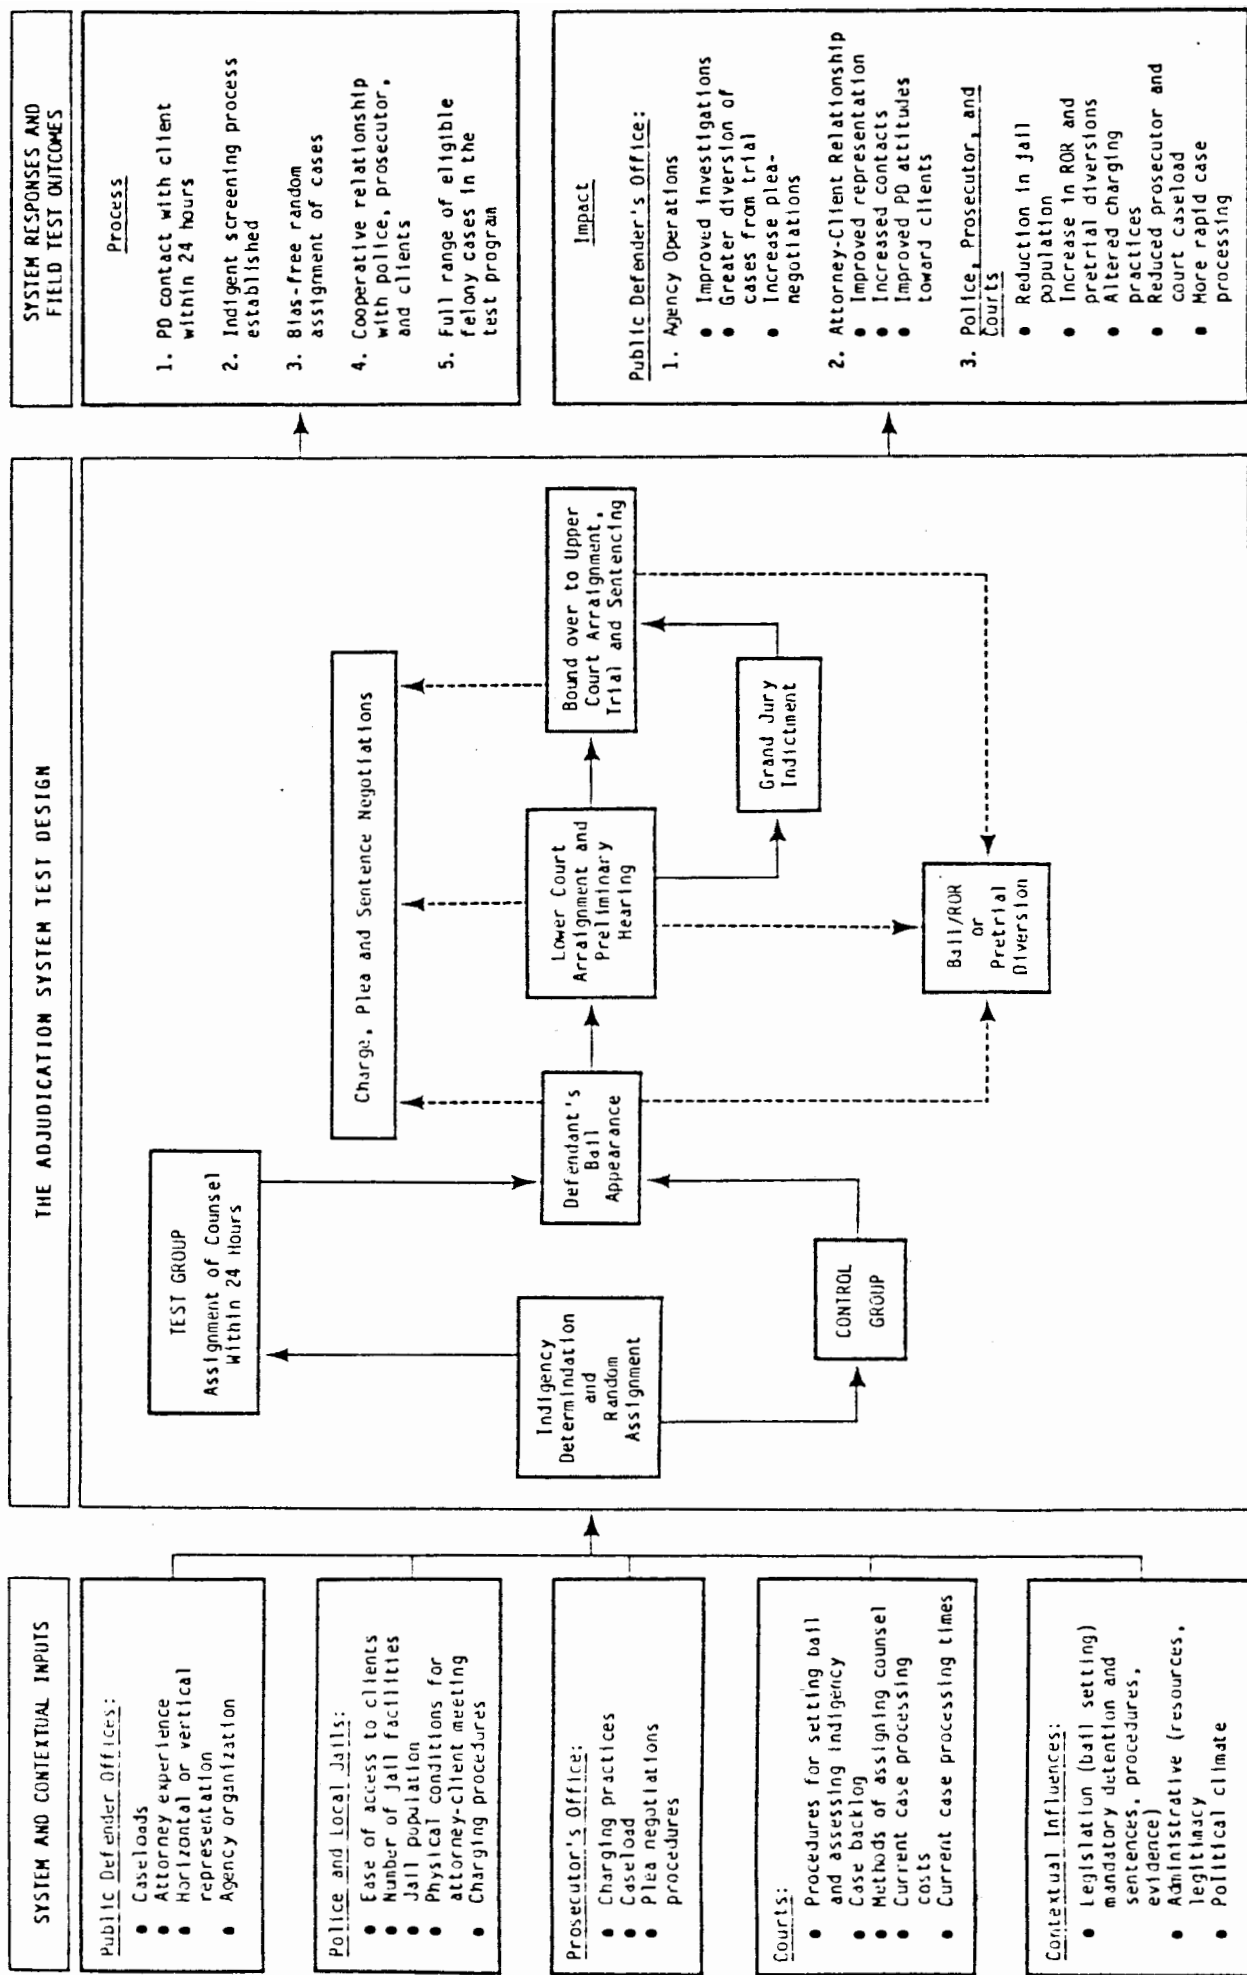 SYSTEM AND CONTEXTUAL INPUTS
Public Defender Offices:
● Caseloads
● Attorney experience
● Horizontal or vertical
representation
● Agency organization
Police and Local Jails:
● Ease of access to clients
● Number of jail facilities
● Jail population
● Physical conditions for
attorney-client meeting
● Charging procedures
Prosecutor's Office:
● Charging practices
● Caseload
● Plea negotiations
procedures
Courts:
● Procedures for setting bail
and assessing indigency
● Case backlog
● Methods of assigning counsel
● Current case processing
costs
● Current case processing times
Contextual Influences:
● Legislation (bail setting)
mandatory detention and
sentences, procedures,
evidence)
● Administrative (resources,
legitimacy
● Political climate
THE ADJUDICATION SYSTEM TEST DESIGN
TEST GROUP
Assignment of Counsel
Within 24 Hours
Indigency
Determindation
and
Random
Assignment
CONTROL
GROUP
Defendant's
Bail
Appearance
Charge, Plea and Sentence Negotiations
Lower Court
Arraignment and
Preliminary
Hearing
Bound over to Upper
Court Arraignment,
Trial and Sentencing
Grand Jury
Indictment
Bail/ROR
or
Pretrial
Diversion
SYSTEM RESPONSES AND
FIELD TEST OUTCOMES
Process
1. PD contact with client
within 24 hours
2. Indigent screening process
established
3. Bias-free random
assignment of cases
4. Cooperative relationship
with police, prosecutor,
and clients
5. Full range of eligible
felony cases in the
test program
Impact
Public Defender's Office:
1. Agency Operations
● Improved investigations
● Greater diversion of
cases from trial
● Increase plea-
negotiations
2. Attorney-Client Relationship
● Improved representation
● Increased contacts
● Improved PD attitudes
toward clients
3. Police, Prosecutor, and
Courts
● Reduction in jail
population
● Increase in ROR and
pretrial diversions
● Altered charging
practices
● Reduced prosecutor and
court caseload
● More rapid case
processing